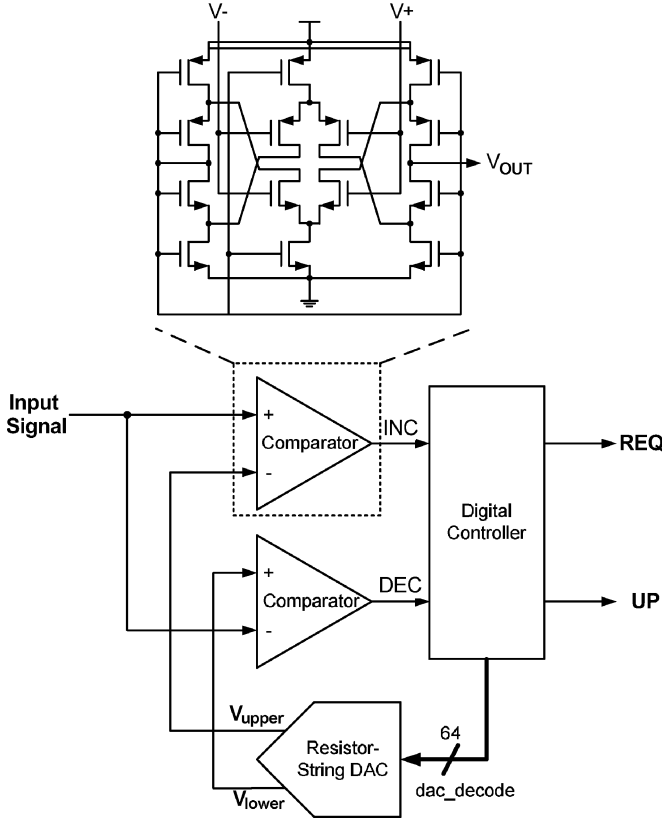 V- V+
VOUT
Input
Signal
+
Comparator
-
INC
Digital
Controller
REQ
+
Comparator
-
DEC
UP
Vupper
Resistor-
String DAC
Vlower
64
dac_decode